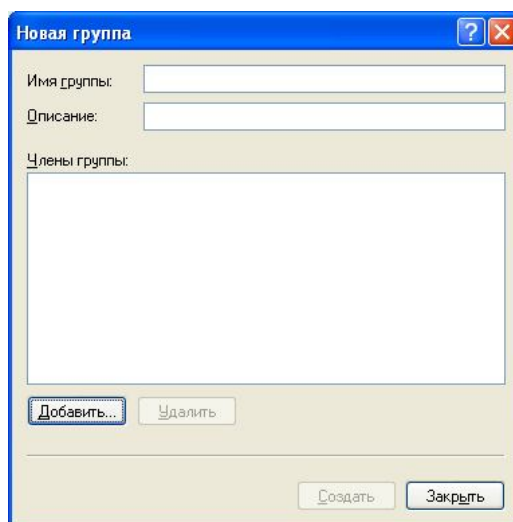 Новая группа
Имя группы:
Описание:
Члены группы:
Добавить... Удалить
Создать Закрыть